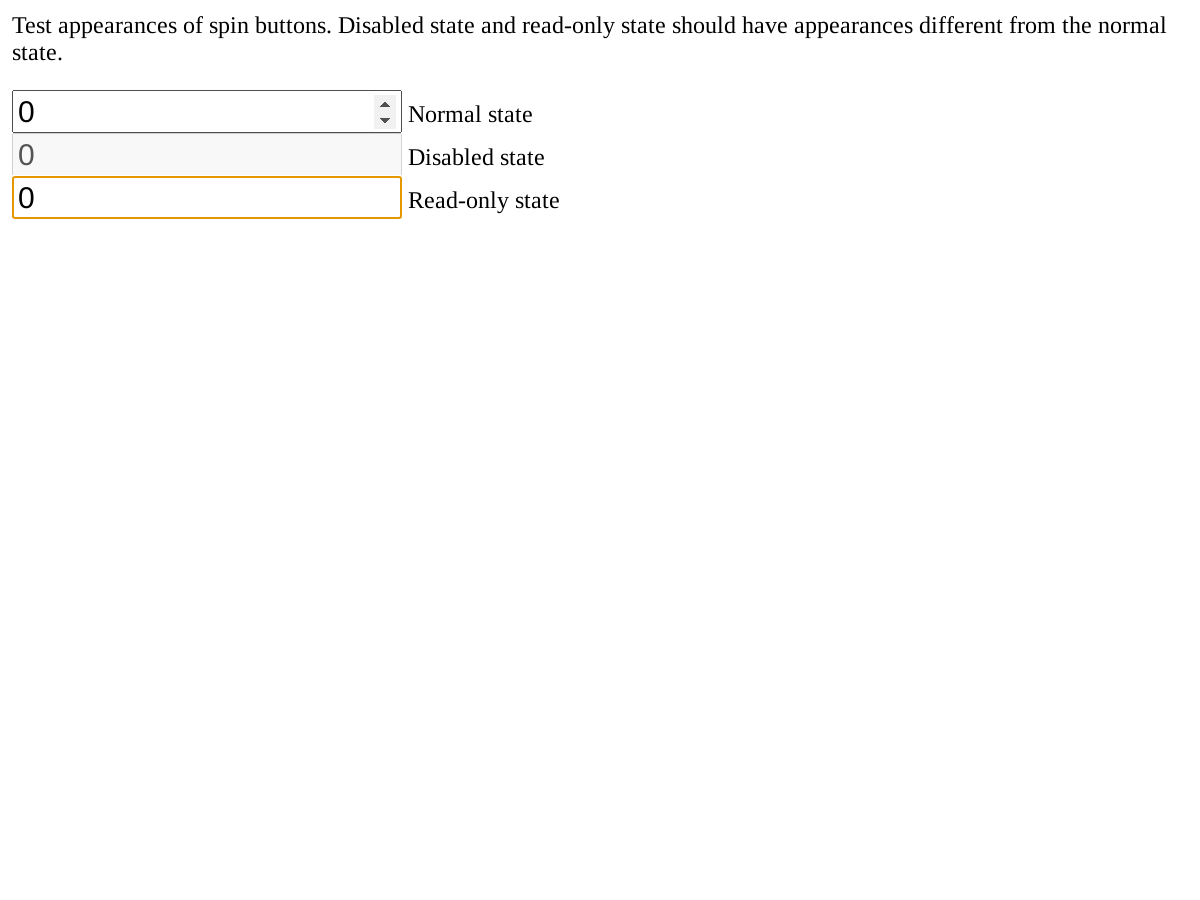 Test appearances of spin buttons. Disabled state and read-only state should have appearances different from the normal
state.
0 Normal state
0 Disabled state
0 Read-only state